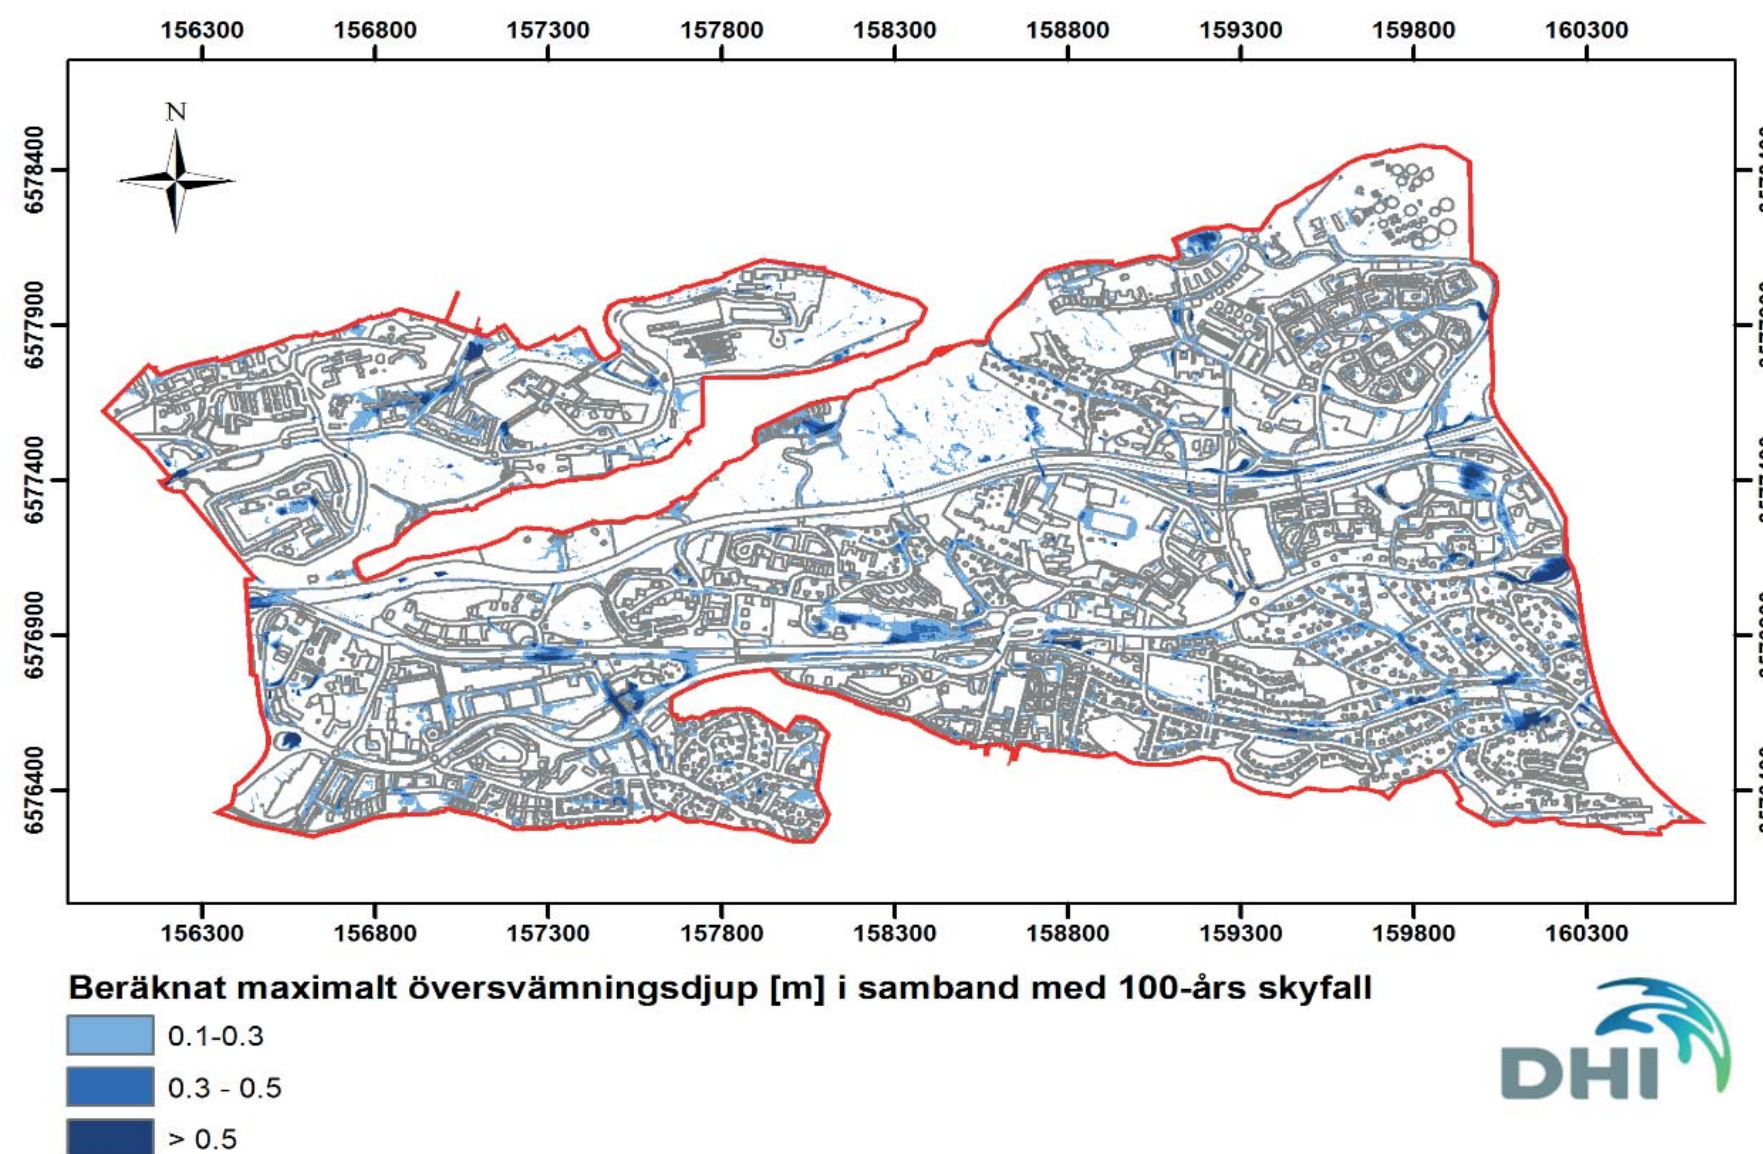 156300 156800 157300 157800 158300 158800 159300 159800 160300
N
6578400
6577900
6577400
6576900
6576400
156300 156800 157300 157800 158300 158800 159300 159800 160300
Beräknat maximalt översvämningsdjup [m] i samband med 100-års skyfall
0.1-0.3
0.3 - 0.5
> 0.5
DHI